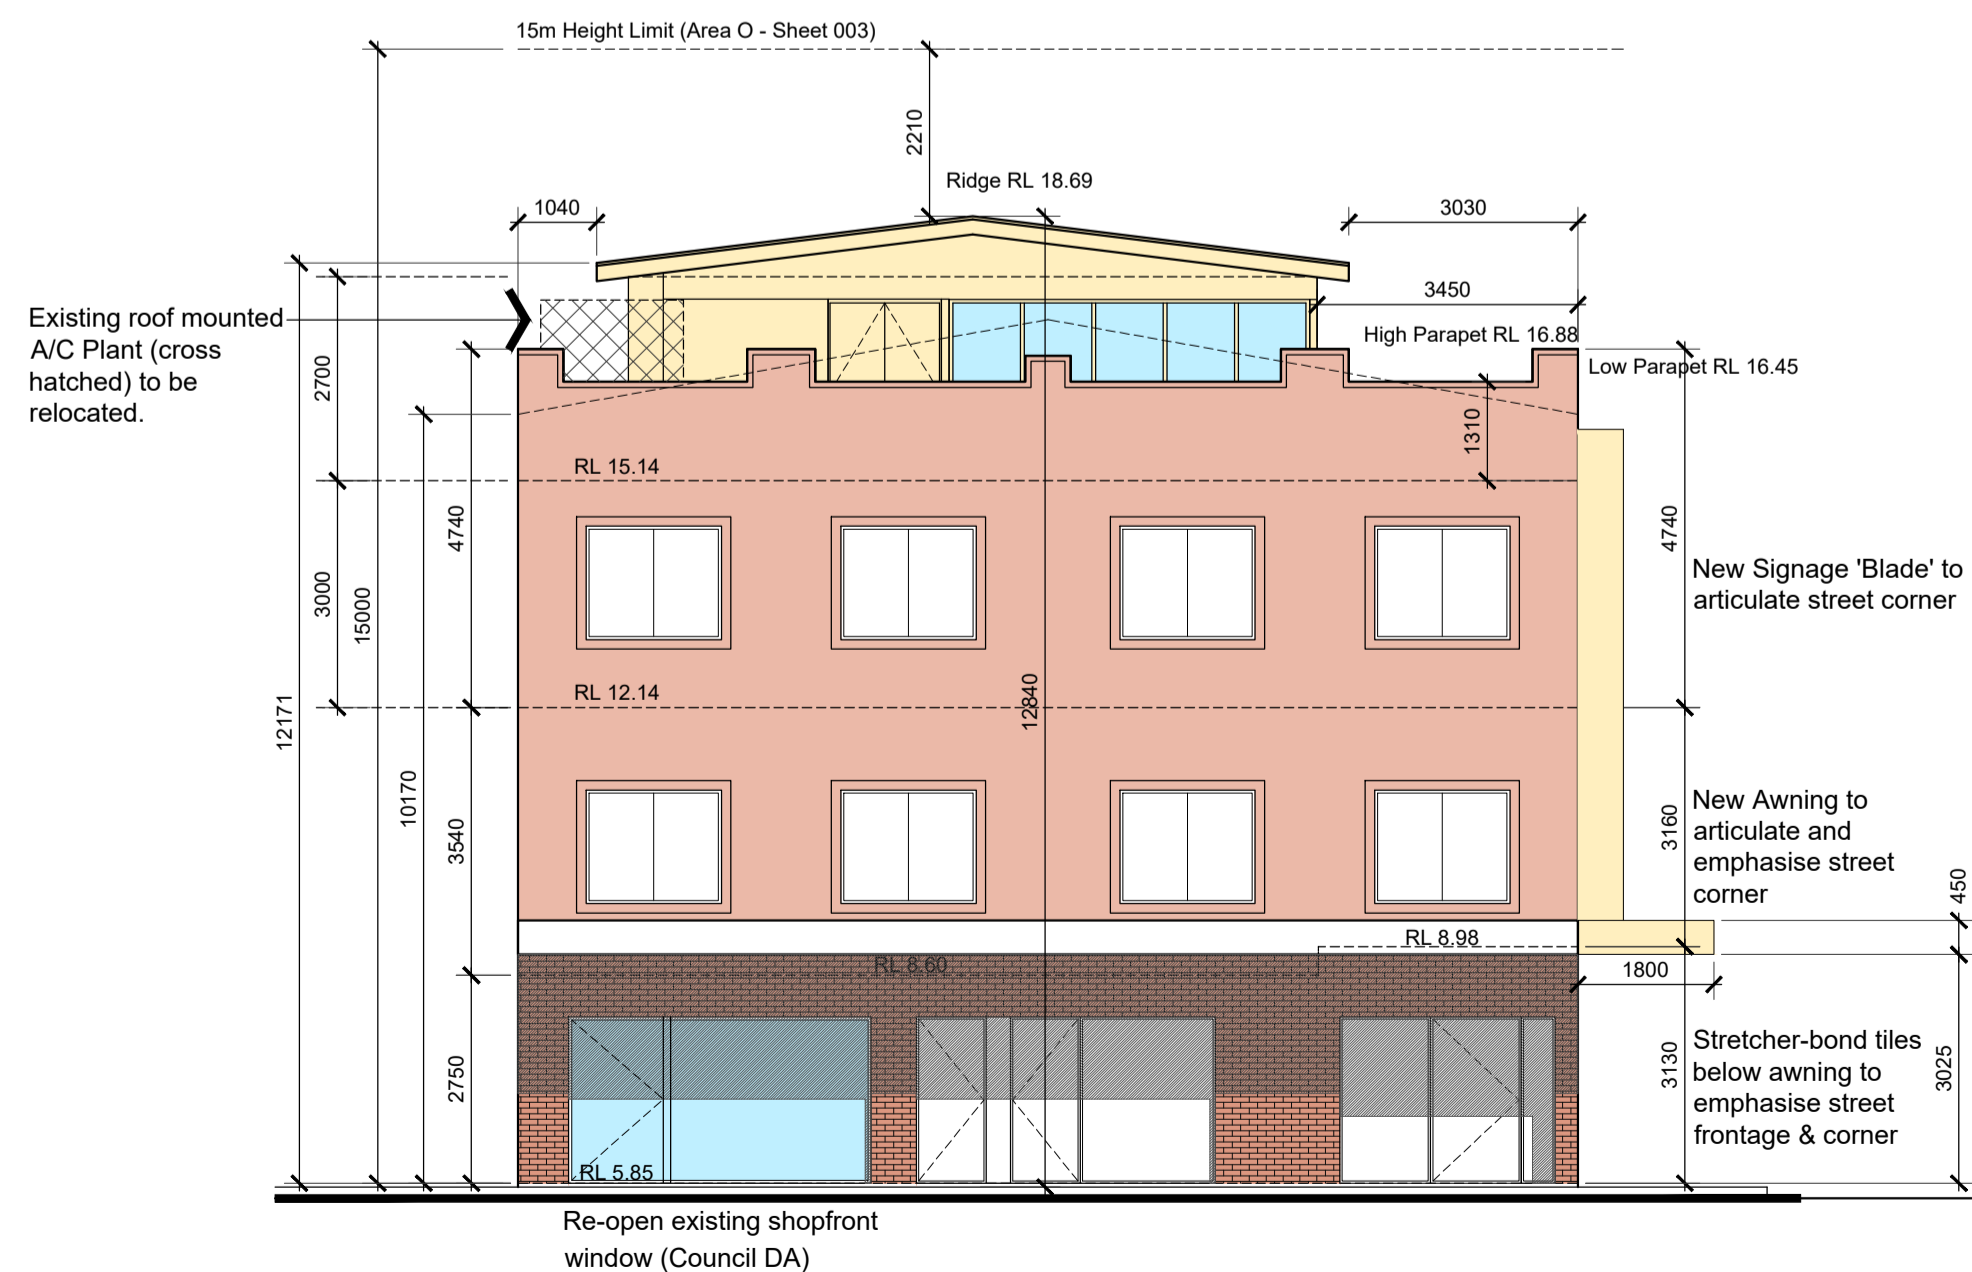 15m Height Limit (Area O - Sheet 003)
2210
Ridge RL 18.69
1040
3030
3450
Existing roof mounted
A/C Plant (cross
hatched) to be
relocated.
High Parapet RL 16.88
Low Parapet RL 16.45
2700
1310
RL 15.14
4740
4740
3000
15000
New Signage 'Blade' to
articulate street corner
RL 12.14
12171
12840
10170
3540
3160
New Awning to
articulate and
emphasise street
corner
450
RL 8.98
RL 8.60
1800
2750
3130
3025
Stretcher-bond tiles
below awning to
emphasise street
frontage & corner
RL 5.85
Re-open existing shopfront
window (Council DA)